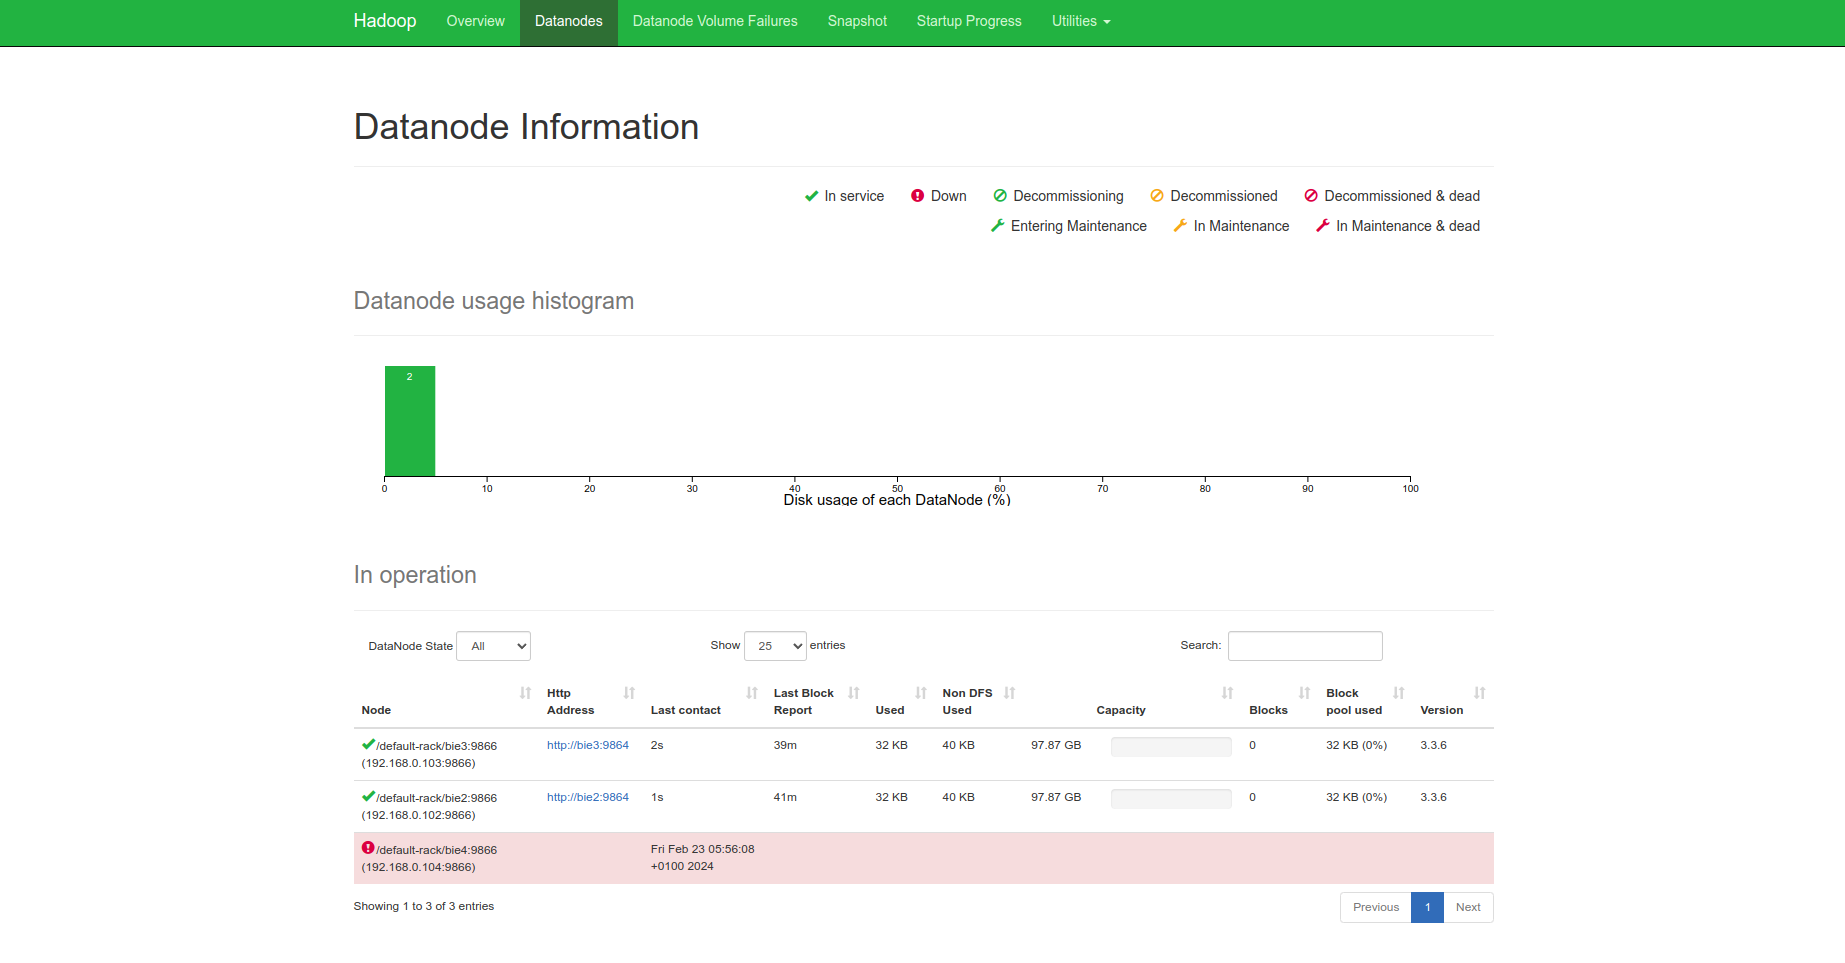 Hadoop Overview Datanodes Datanode Volume Failures Snapshot Startup Progress Utilities
Datanode Information
In service Down Decommissioning Decommissioned Decommissioned & dead
Entering Maintenance In Maintenance In Maintenance & dead
Datanode usage histogram
2
0 10 20 30 40 50 60 70 80 90 100
Disk usage of each DataNode (%)
In operation
DataNode State All Show 25 entries Search:
Http Last Block Non DFS Block
Node Address Last contact Report Used Used Capacity Blocks pool used Version
/default-rack/bie3:9866 http://bie3:9864 2s 39m 32 KB 40 KB 97.87 GB 0 32 KB (0%) 3.3.6
(192.168.0.103:9866)
/default-rack/bie2:9866 http://bie2:9864 1s 41m 32 KB 40 KB 97.87 GB 0 32 KB (0%) 3.3.6
(192.168.0.102:9866)
/default-rack/bie4:9866 Fri Feb 23 05:56:08
(192.168.0.104:9866) +0100 2024
Showing 1 to 3 of 3 entries Previous 1 Next